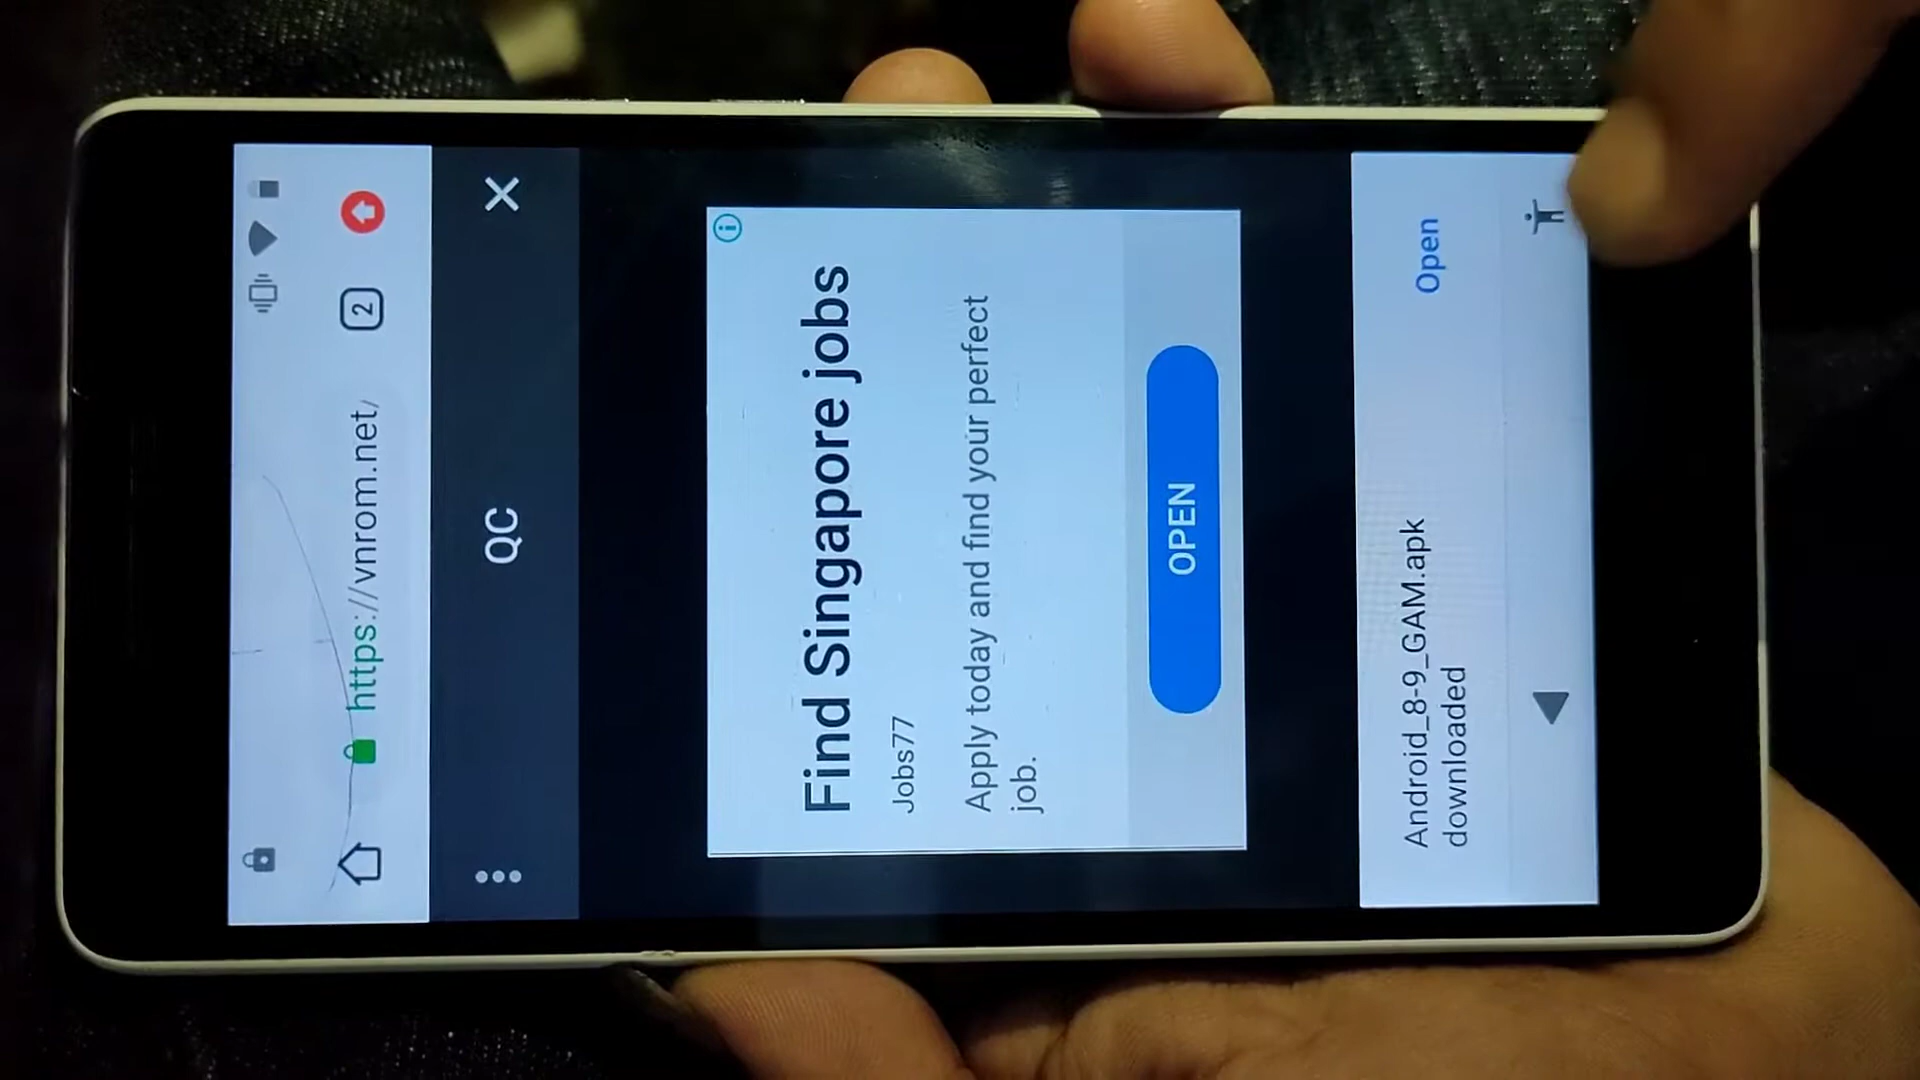 https://vnrom.net/
2
QC
Find Singapore jobs
Jobs77
Apply today and find your perfect
job.
OPEN
Android_8-9_GAM.apk
downloaded
Open